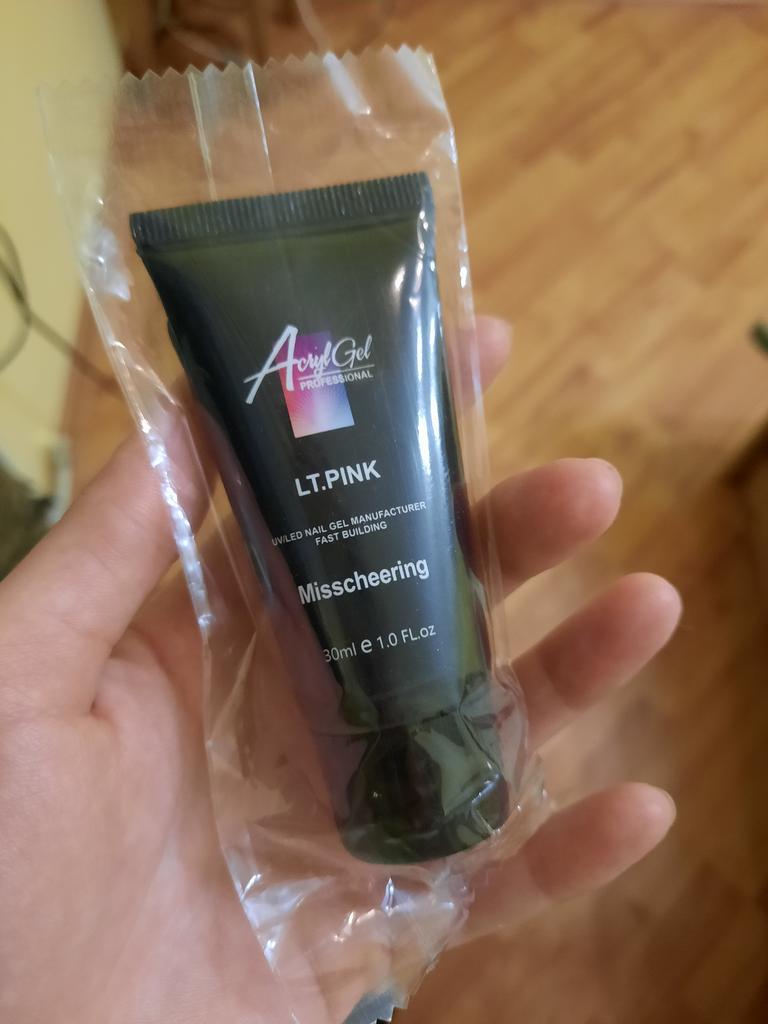 AcrylGel
PROFESSIONAL
LT.PINK
UV/LED NAIL GEL MANUFACTURER
FAST BUILDING
Misscheering
30ml e 1.0 FL.oz